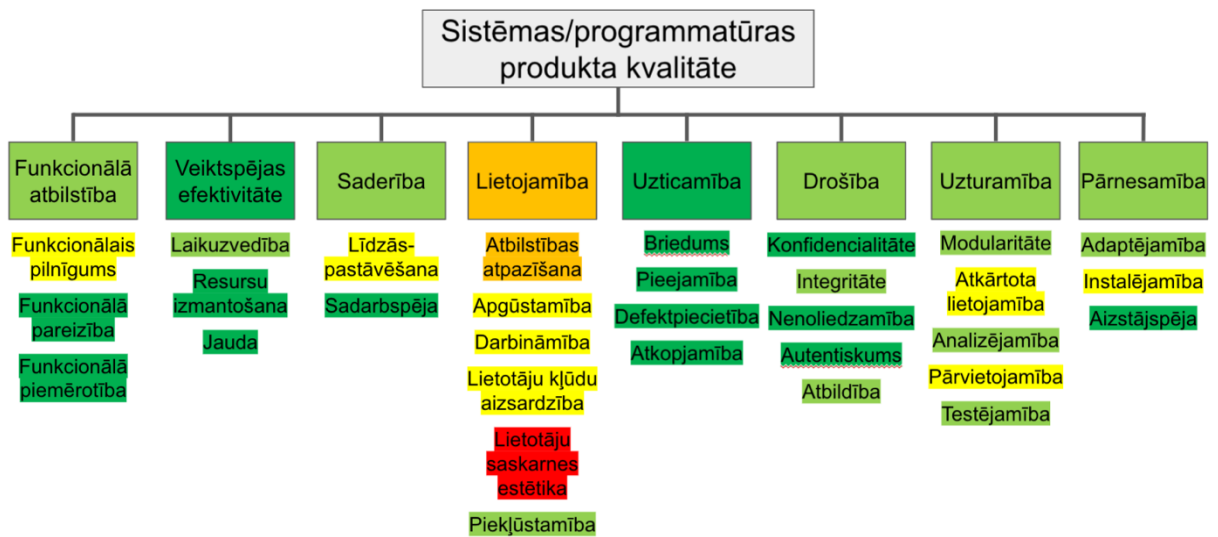 Sistēmas/programmatūras
produkta kvalitāte
Funkcionālā
atbilstība
Funkcionālais
pilnīgums
Funkcionālā
pareizība
Funkcionālā
piemērotība
Veiktspējas
efektivitāte
Laikuzvedība
Resursu
izmantošana
Jauda
Saderība
Līdzās-
pastāvēšana
Sadarbspēja
Lietojamība
Atbilstības
atpazīšana
Apgūstamība
Darbināmība
Lietotāju kļūdu
aizsardzība
Lietotāju
saskarnes
estētika
Piekļūstamība
Uzticamība
Briedums
Pieejamība
Defektpiecietība
Atkopjamība
Drošība
Konfidencialitāte
Integritāte
Nenoliedzamība
Autentiskums
Atbildība
Uzturamība
Modularitāte
Atkārtota
lietojamība
Analizējamība
Pārvietojamība
Testējamība
Pārnesamība
Adaptējamība
Instalējamība
Aizstājspēja